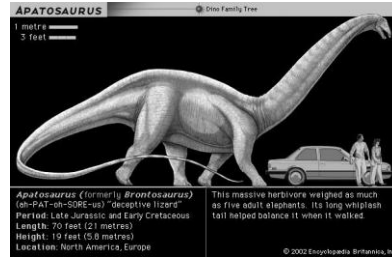 APATOSAURUS
Dino Family Tree
1 metre
3 feet
Apatosaurus (formerly Brontosaurus)
(ah-PAT-oh-SORE-us) "deceptive lizard"
Period: Late Jurassic and Early Cretaceous
Length: 70 feet (21 metres)
Height: 19 feet (5.8 metres)
Location: North America, Europe
This massive herbivore weighed as much
as five adult elephants. Its long whiplash
tail helped balance it when it walked.
© 2002 Encyclopædia Britannica, In